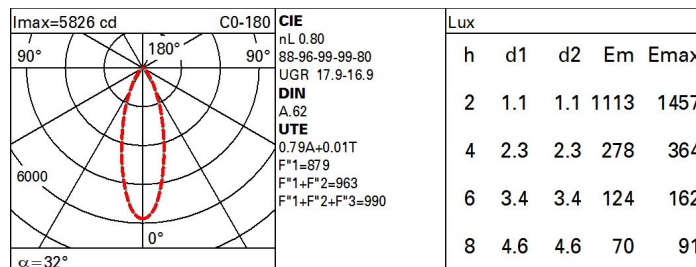 Imax=5826 cd C0-180
90° 180° 90°
6000
0°
α=32°
CIE
nL 0.80
88-96-99-99-80
UGR 17.9-16.9
DIN
A.62
UTE
0.79A+0.01T
F"1=879
F"1+F"2=963
F"1+F"2+F"3=990
Lux
h d1 d2 Em Emax
2 1.1 1.1 1113 1457
4 2.3 2.3 278 364
6 3.4 3.4 124 162
8 4.6 4.6 70 91